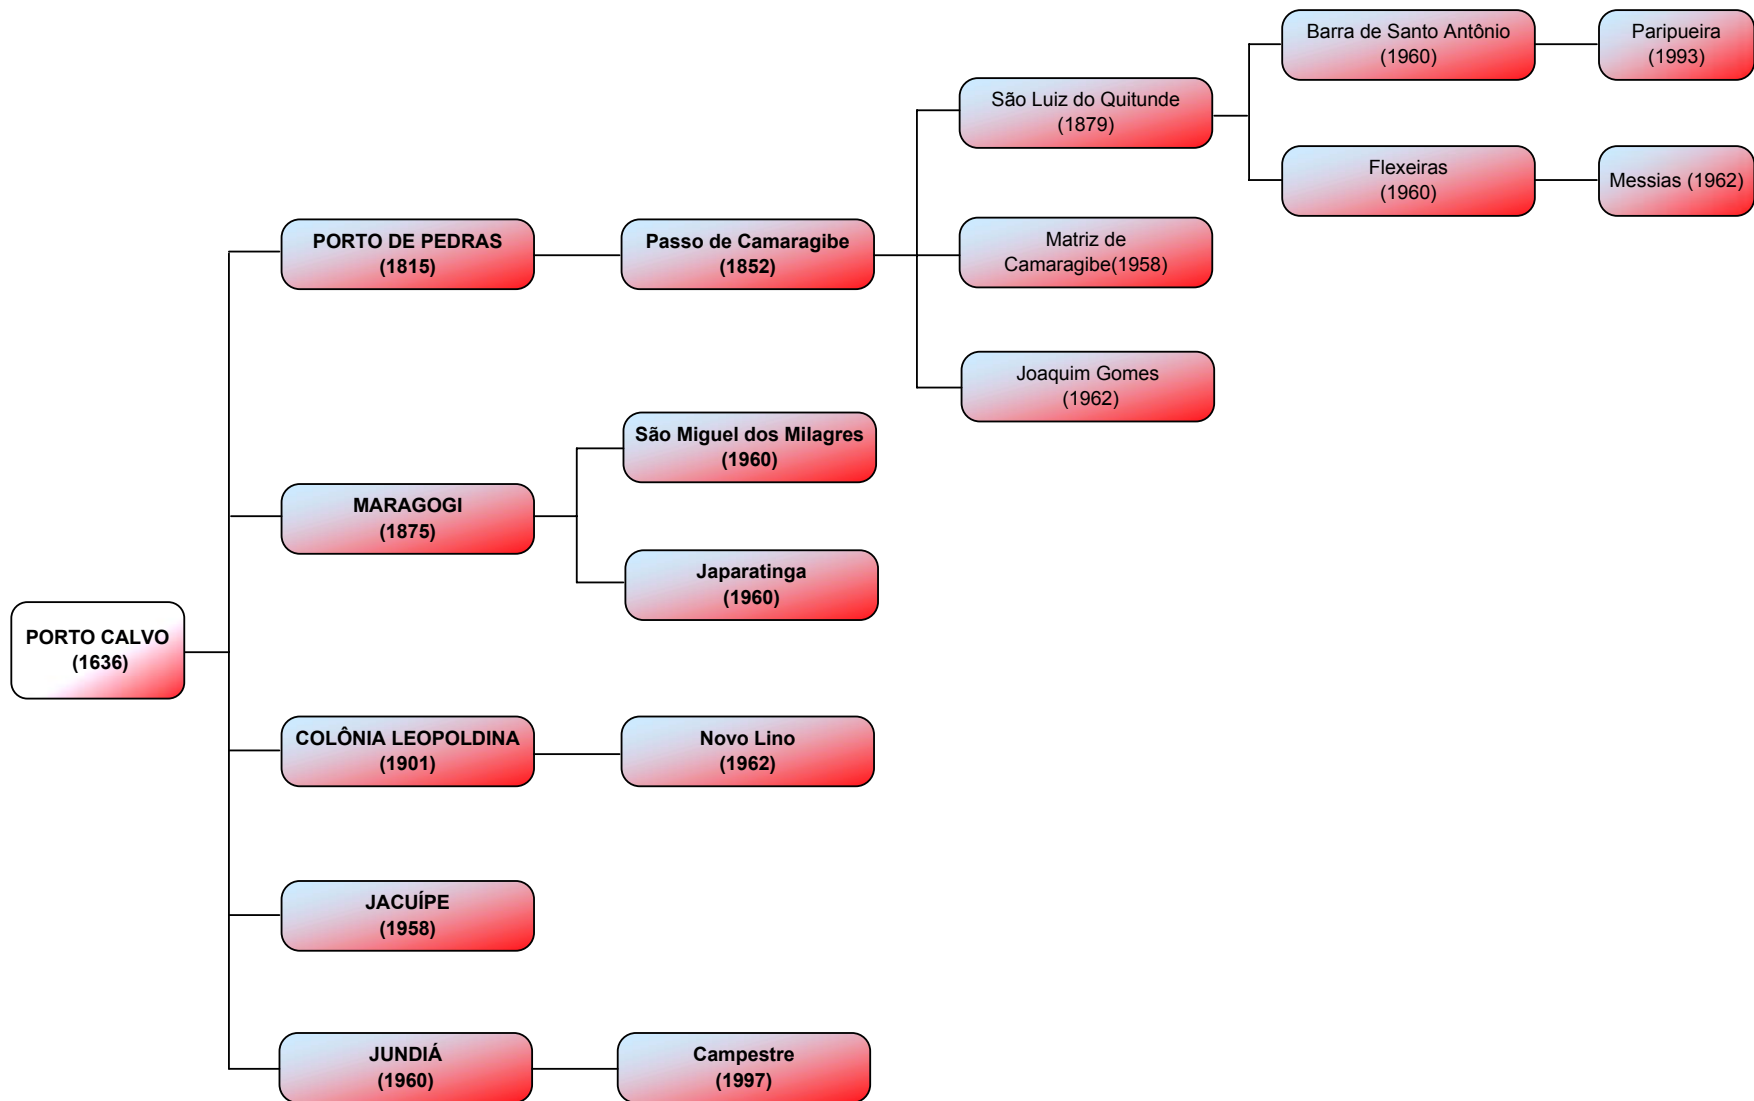 Barra de Santo Antônio
(1960)
Paripueira
(1993)
São Luiz do Quitunde
(1879)
Flexeiras
(1960)
Messias (1962)
PORTO DE PEDRAS
(1815)
Passo de Camaragibe
(1852)
Matriz de
Camaragibe(1958)
Joaquim Gomes
(1962)
São Miguel dos Milagres
(1960)
MARAGOGI
(1875)
Japaratinga
(1960)
PORTO CALVO
(1636)
COLÔNIA LEOPOLDINA
(1901)
Novo Lino
(1962)
JACUÍPE
(1958)
JUNDIÁ
(1960)
Campestre
(1997)